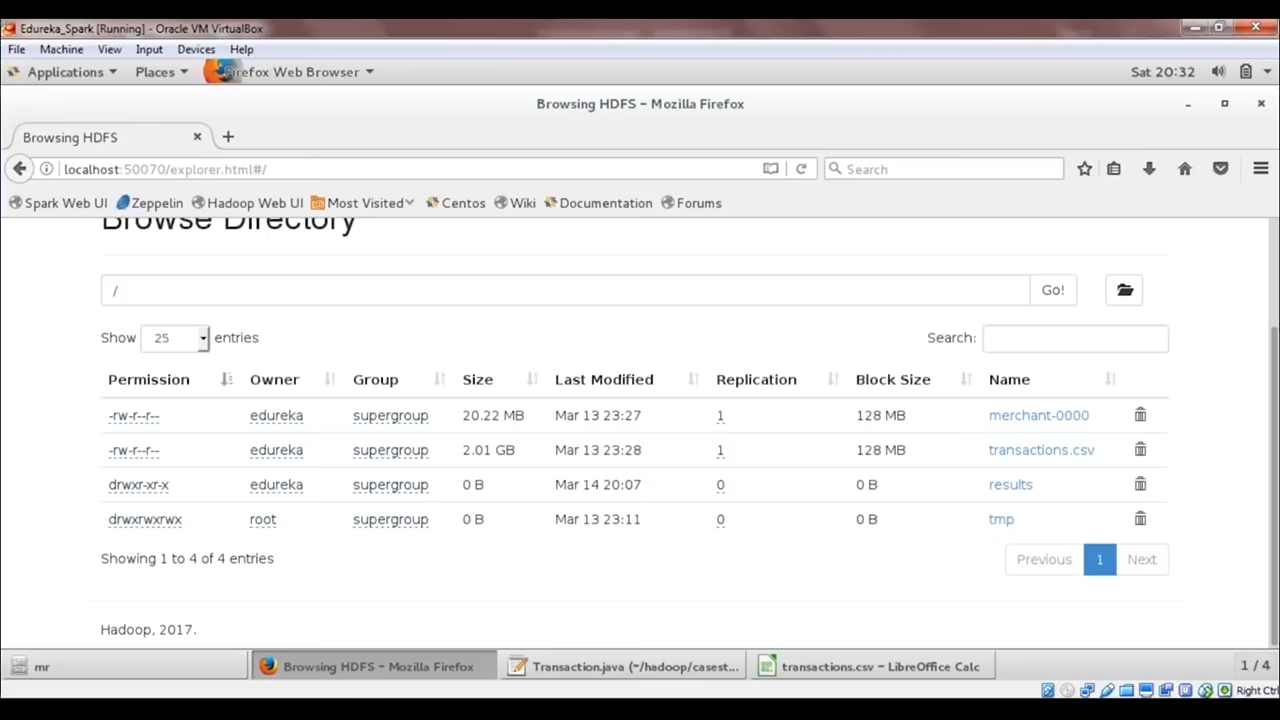 Edureka_Spark [Running] - Oracle VM VirtualBox
File Machine View Input Devices Help
Applications Places Firefox Web Browser Sat 20:32
Browsing HDFS - Mozilla Firefox
Browsing HDFS
localhost:50070/explorer.html#/ Search
Spark Web UI Zeppelin Hadoop Web UI Most Visited Centos Wiki Documentation Forums
Browse Directory
/ Go!
Show 25 entries Search:
Permission Owner Group Size Last Modified Replication Block Size Name
-rw-r--r-- edureka supergroup 20.22 MB Mar 13 23:27 1 128 MB merchant-0000
-rw-r--r-- edureka supergroup 2.01 GB Mar 13 23:28 1 128 MB transactions.csv
drwxr-xr-x edureka supergroup 0 B Mar 14 20:07 0 0 B results
drwxrwxrwx root supergroup 0 B Mar 13 23:11 0 0 B tmp
Showing 1 to 4 of 4 entries Previous 1 Next
Hadoop, 2017.
mr Browsing HDFS - Mozilla Firefox Transaction.java (~/hadoop/casest... transactions.csv - LibreOffice Calc 1 / 4
Right Ctrl